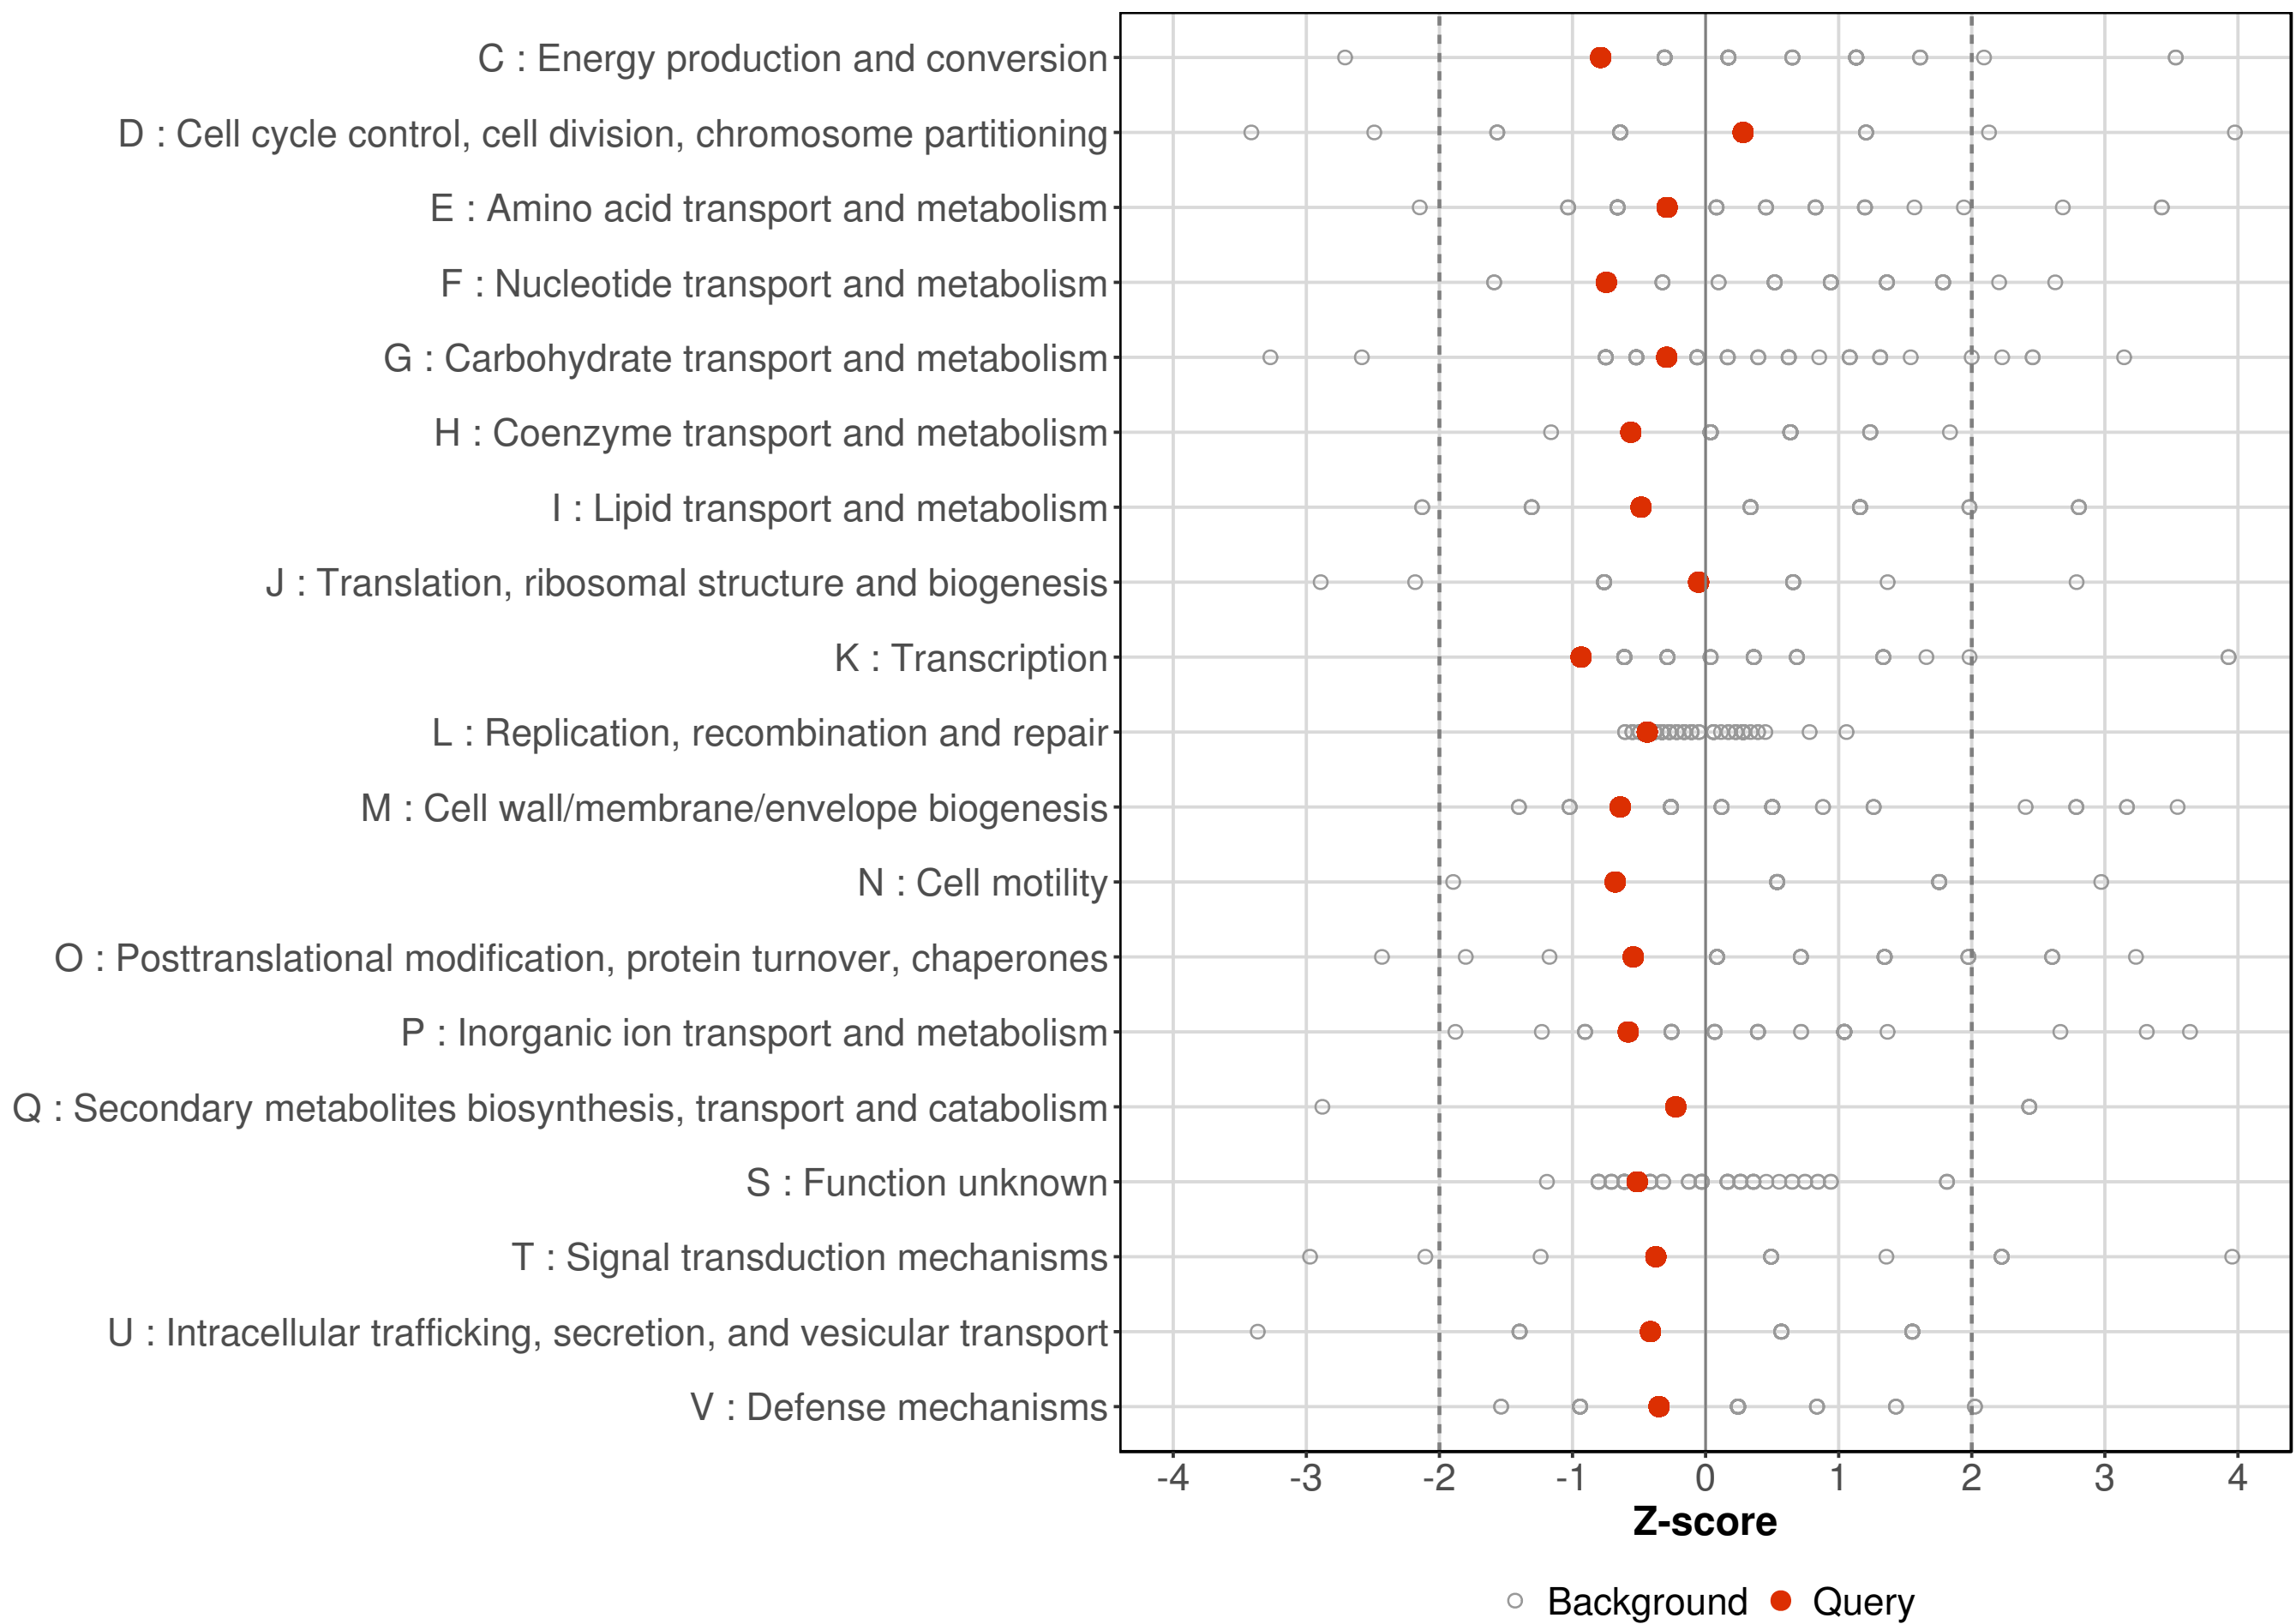 C : Energy production and conversion
D : Cell cycle control, cell division, chromosome partitioning
E : Amino acid transport and metabolism
F : Nucleotide transport and metabolism
G : Carbohydrate transport and metabolism
H : Coenzyme transport and metabolism
I : Lipid transport and metabolism
J : Translation, ribosomal structure and biogenesis
K : Transcription
L : Replication, recombination and repair
M : Cell wall/membrane/envelope biogenesis
N : Cell motility
O : Posttranslational modification, protein turnover, chaperones
P : Inorganic ion transport and metabolism
Q : Secondary metabolites biosynthesis, transport and catabolism
S : Function unknown
T : Signal transduction mechanisms
U : Intracellular trafficking, secretion, and vesicular transport
V : Defense mechanisms
-4 -3 -2 -1 0 1 2 3 4
Z-score
Background Query